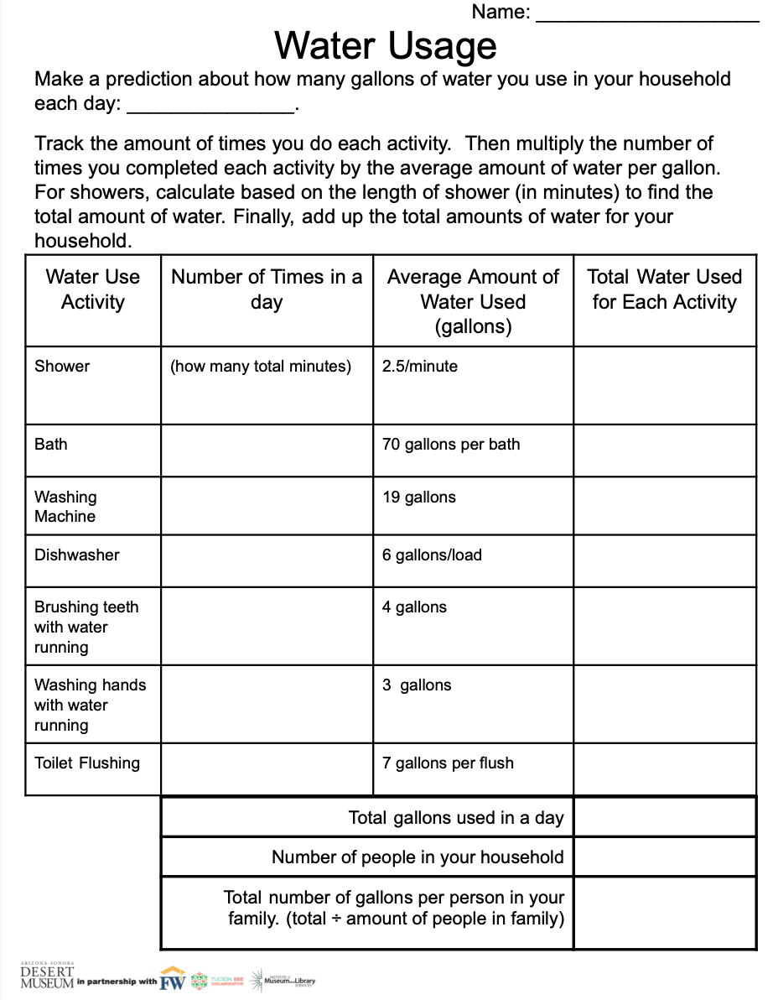 Name: ______________________
Water Usage
Make a prediction about how many gallons of water you use in your household
each day: ________________.
Track the amount of times you do each activity.  Then multiply the number of
times you completed each activity by the average amount of water per gallon.
For showers, calculate based on the length of shower (in minutes) to find the
total amount of water. Finally, add up the total amounts of water for your
household.
Water Use
Activity
Number of Times in a
day
Average Amount of
Water Used
(gallons)
Total Water Used
for Each Activity
Shower
(how many total minutes)
2.5/minute
Bath
70 gallons per bath
Washing
Machine
19 gallons
Dishwasher
6 gallons/load
Brushing teeth
with water
running
4 gallons
Washing hands
with water
running
3  gallons
Toilet Flushing
7 gallons per flush
Total gallons used in a day
Number of people in your household
Total number of gallons per person in your
family. (total ÷ amount of people in family)
ARIZONA-SONORA
DESERT
MUSEUM
in partnership with
FW
TUCSON BEE
COLLABORATIVE
INSTITUTE of
Museum and Library
SERVICES